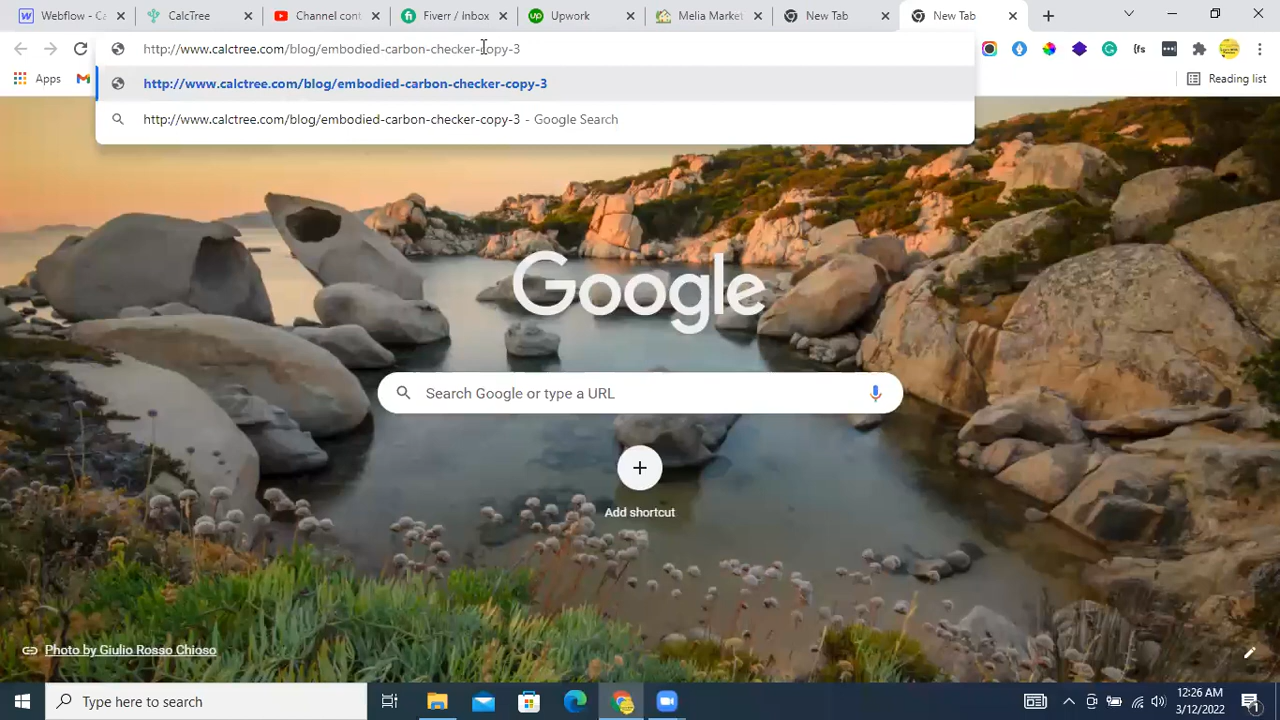 Webflow - Ca
CalcTree
Channel cont
Fiverr / Inbox
Upwork
Melia Market
New Tab
New Tab
http://www.calctree.com/blog/embodied-carbon-checker-copy-3
{fs
http://www.calctree.com/blog/embodied-carbon-checker-copy-3
Apps
Reading list
http://www.calctree.com/blog/embodied-carbon-checker-copy-3 - Google Search
Google
Search Google or type a URL
Add shortcut
Photo by Giulio Rosso Chioso
Type here to search
12:26 AM
3/12/2022
1